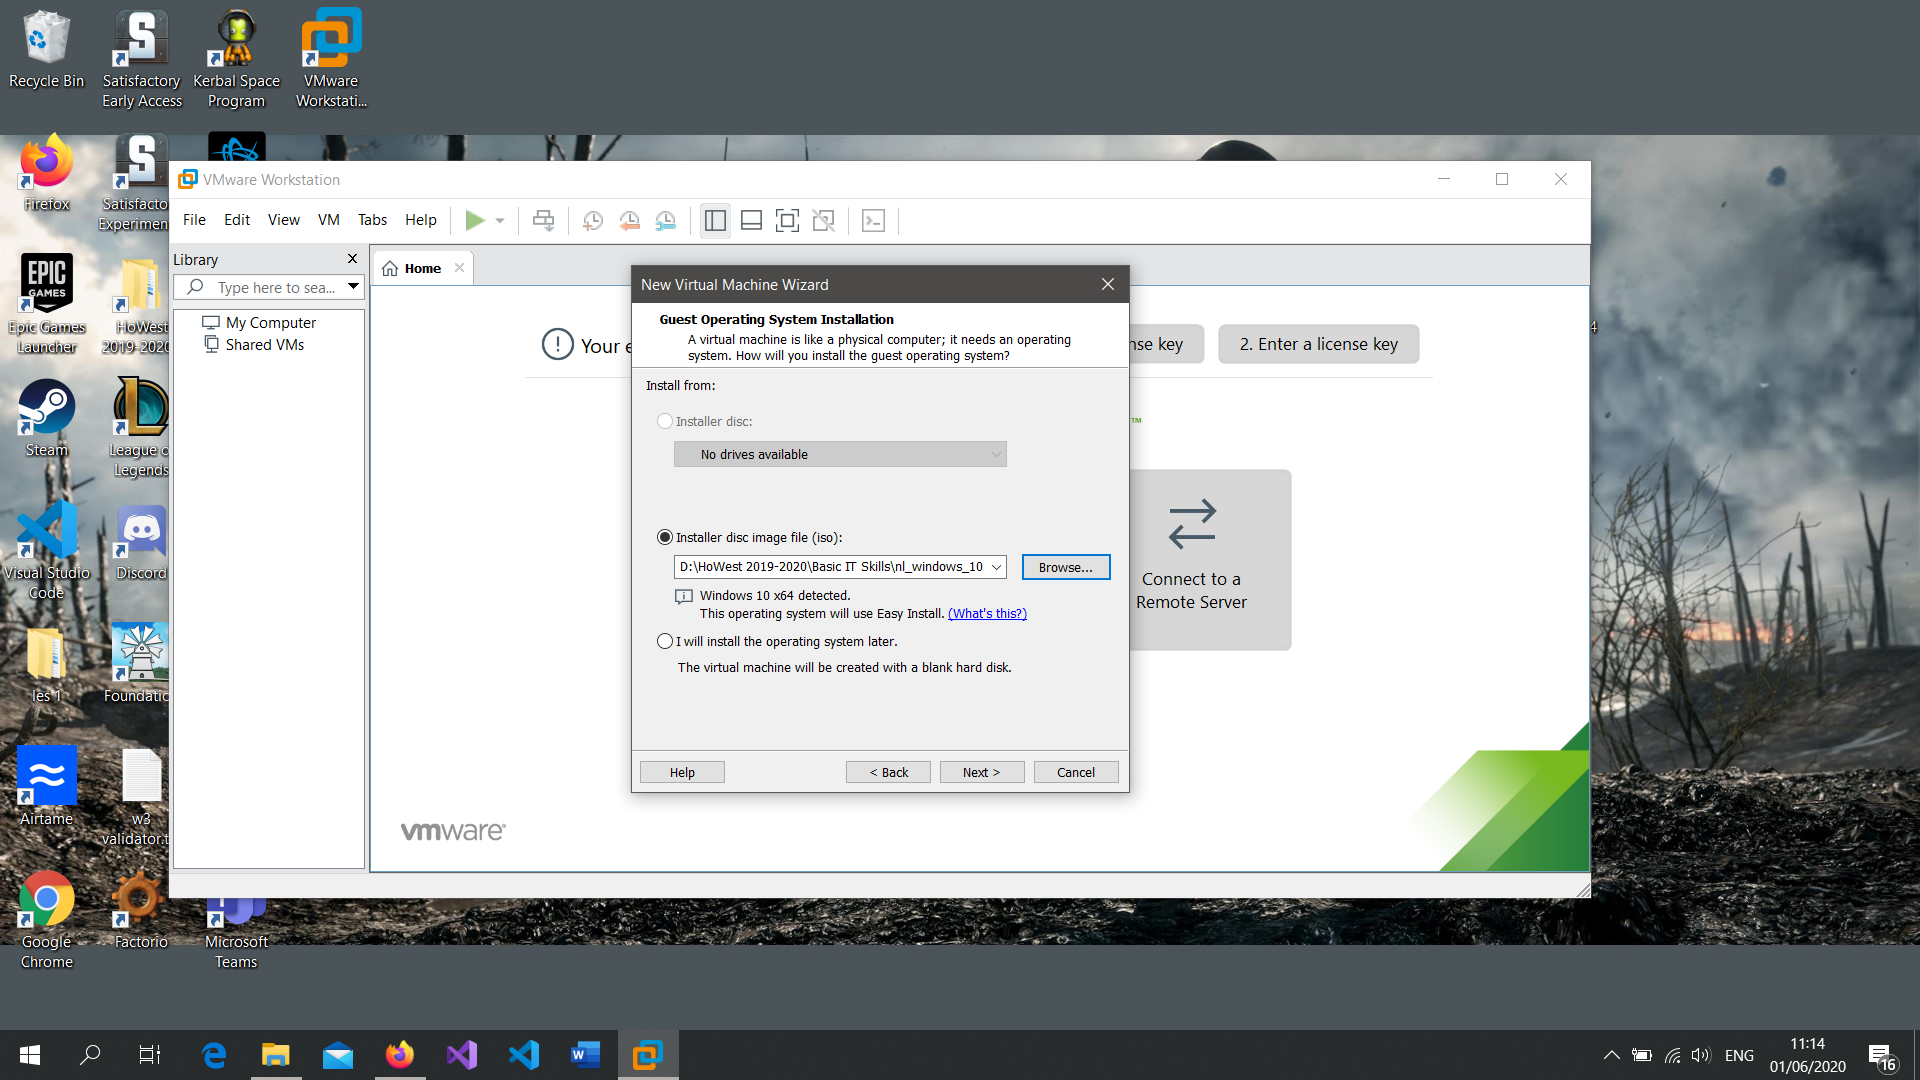 Recycle Bin
Satisfactory
Early Access
Kerbal Space
Program
VMware
Workstati...
Firefox
Satisfacto
Experimen
Epic Games
Launcher
HoWest
2019-2020
Steam
League o
Legends
Visual Studio
Code
Discord
les 1
Foundatio
Airtame
w3
validator.t
Google
Chrome
Factorio
Microsoft
Teams
EPIC
GAMES
VMware Workstation
File Edit View VM Tabs Help
Library
Type here to sea...
My Computer
Shared VMs
Home
Your e
nse key
2. Enter a license key
4
™
Connect to a
Remote Server
vmware®
New Virtual Machine Wizard
Guest Operating System Installation
A virtual machine is like a physical computer; it needs an operating
system. How will you install the guest operating system?
Install from:
Installer disc:
No drives available
Installer disc image file (iso):
D:\HoWest 2019-2020\Basic IT Skills\nl_windows_10
Browse...
Windows 10 x64 detected.
This operating system will use Easy Install. (What's this?)
I will install the operating system later.
The virtual machine will be created with a blank hard disk.
Help
< Back
Next >
Cancel
ENG
11:14
01/06/2020
16